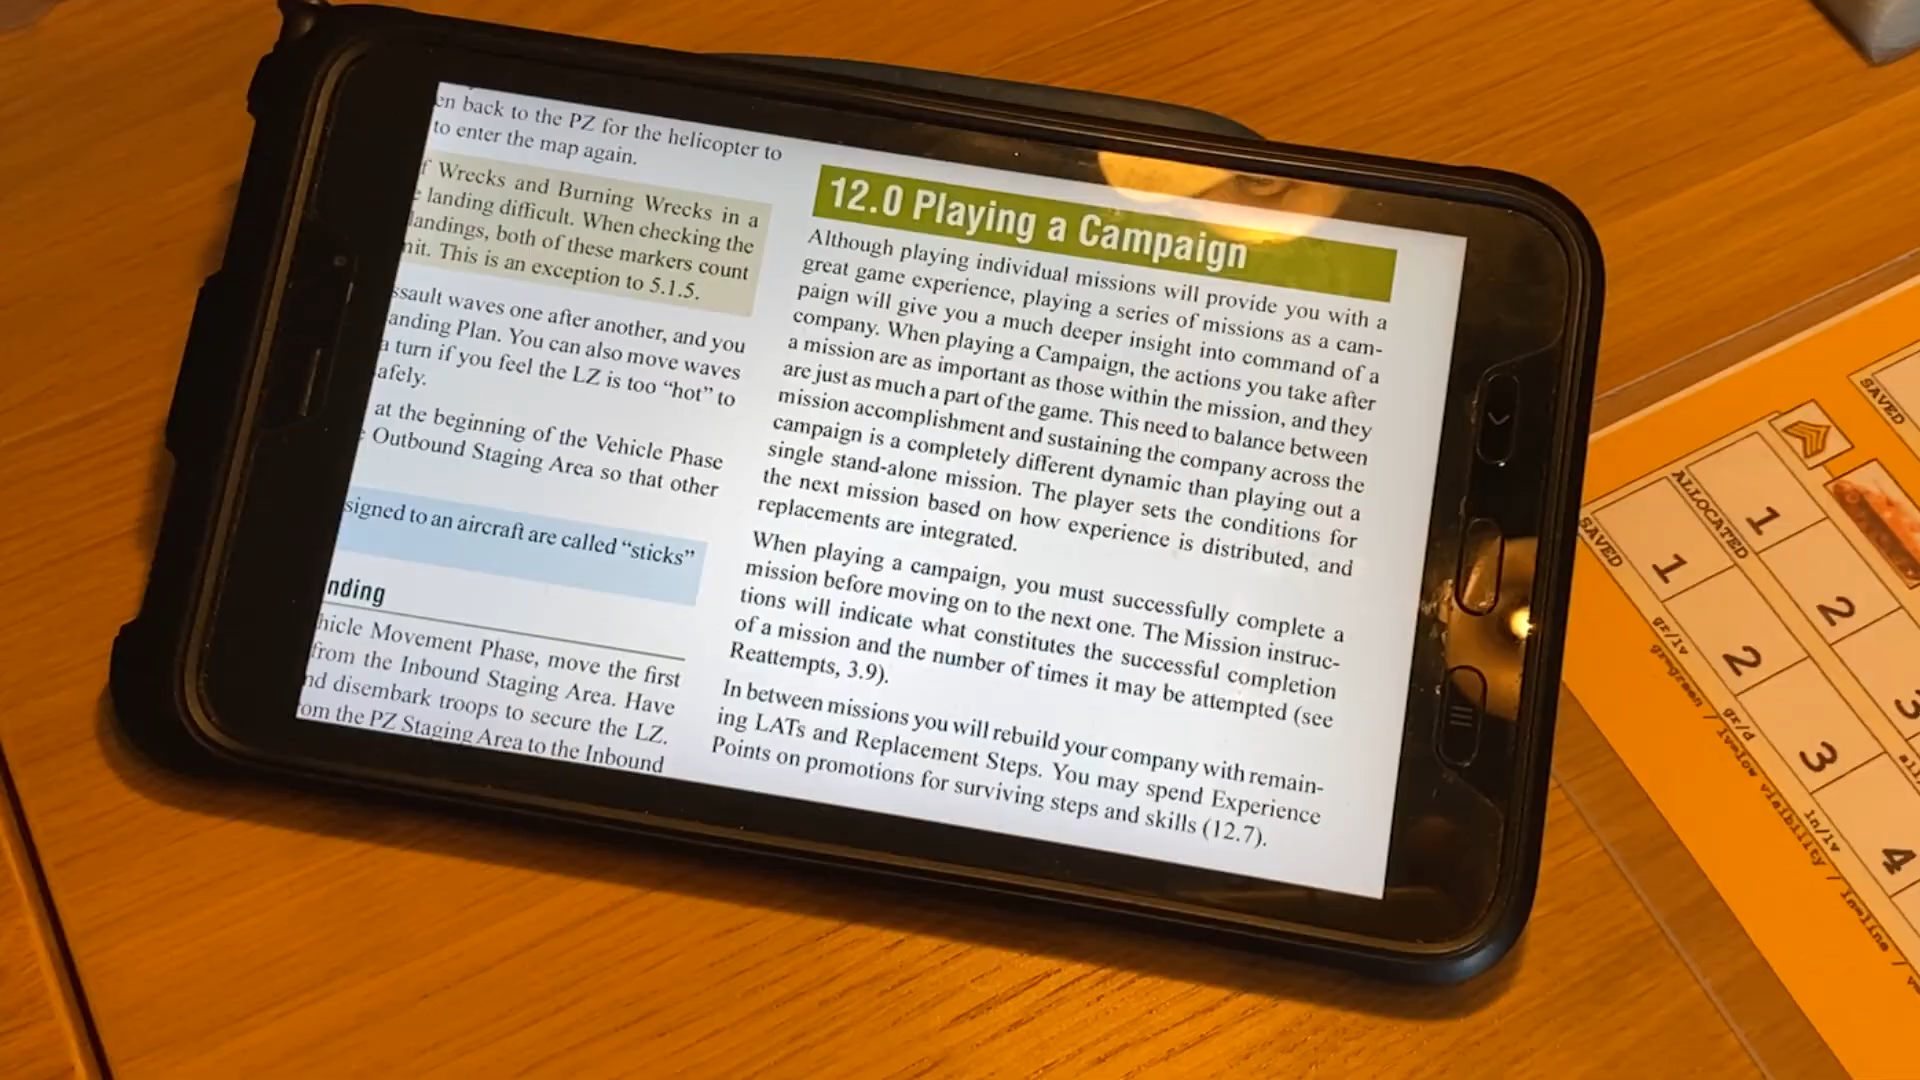 en back to the PZ for the helicopter to
to enter the map again.
f Wrecks and Burning Wrecks in a
landing difficult. When checking the
landings, both of these markers count
nit. This is an exception to 5.1.5.
ssault waves one after another, and you
anding Plan. You can also move waves
a turn if you feel the LZ is too “hot” to
afely.
at the beginning of the Vehicle Phase
Outbound Staging Area so that other
signed to an aircraft are called “sticks”
nding
hicle Movement Phase, move the first
from the Inbound Staging Area. Have
nd disembark troops to secure the LZ.
om the PZ Staging Area to the Inbound
12.0 Playing a Campaign
Although playing individual missions will provide you with a
great game experience, playing a series of missions as a cam-
paign will give you a much deeper insight into command of a
company. When playing a Campaign, the actions you take after
a mission are as important as those within the mission, and they
are just as much a part of the game. This need to balance between
mission accomplishment and sustaining the company across the
campaign is a completely different dynamic than playing out a
single stand-alone mission. The player sets the conditions for
the next mission based on how experience is distributed, and
replacements are integrated.
When playing a campaign, you must successfully complete a
mission before moving on to the next one. The Mission instruc-
tions will indicate what constitutes the successful completion
of a mission and the number of times it may be attempted (see
Reattempts, 3.9).
In between missions you will rebuild your company with remain-
ing LATs and Replacement Steps. You may spend Experience
Points on promotions for surviving steps and skills (12.7).
SAVED
ALLOCATED
1
2
3
SAVED
1
2
3
4
gr/lv
gr/d
ln/lv
gr=green / lv=low visibility / ln=line /